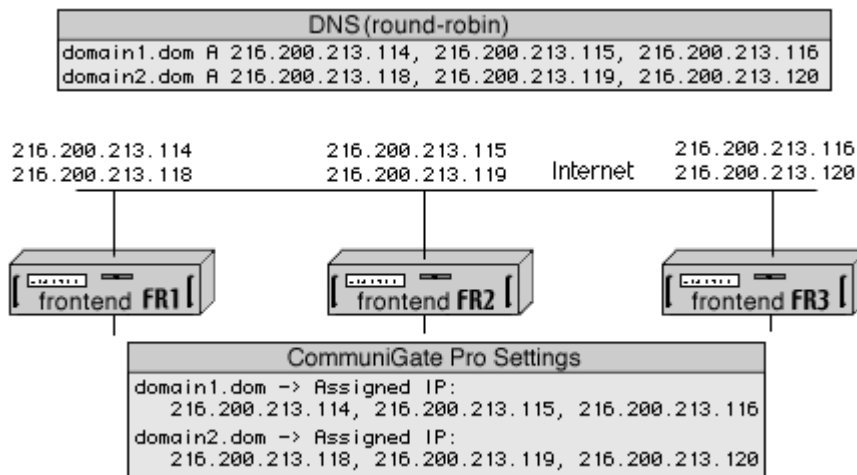 DNS (round-robin)
domain1.dom A 216.200.213.114, 216.200.213.115, 216.200.213.116
domain2.dom A 216.200.213.118, 216.200.213.119, 216.200.213.120
216.200.213.114
216.200.213.118
216.200.213.115
216.200.213.119
Internet
216.200.213.116
216.200.213.120
frontend FR1
frontend FR2
frontend FR3
CommuniGate Pro Settings
domain1.dom -> Assigned IP:
216.200.213.114, 216.200.213.115, 216.200.213.116
domain2.dom -> Assigned IP:
216.200.213.118, 216.200.213.119, 216.200.213.120